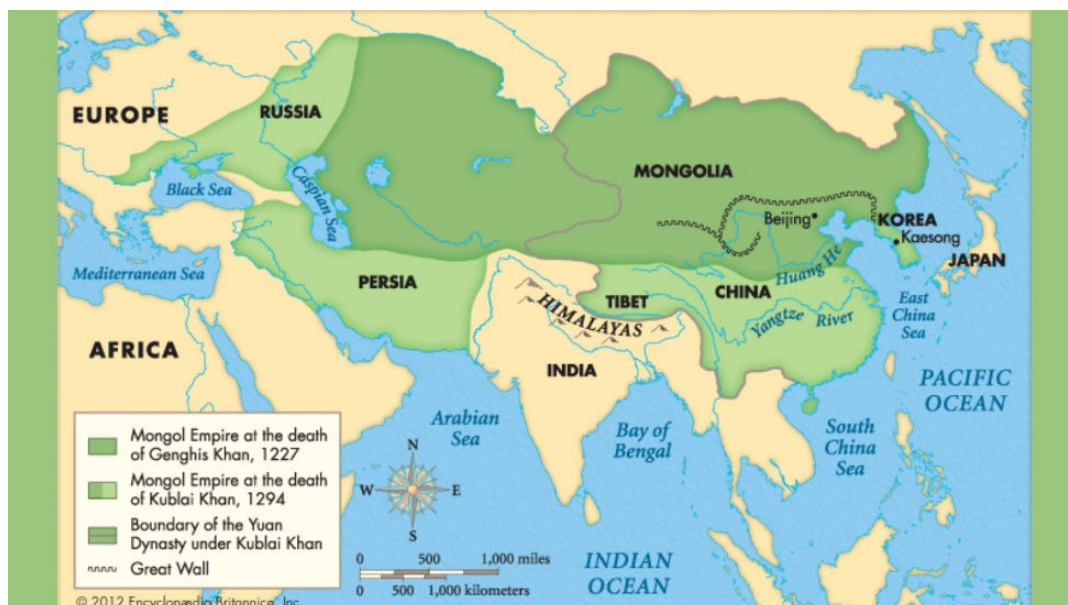 EUROPE
RUSSIA
MONGOLIA
Black Sea
Caspian Sea
Beijing
KOREA
Kaesong
JAPAN
Mediterranean Sea
PERSIA
TIBET
CHINA
Huang He
HIMALAYAS
Yangtze River
East
China
Sea
AFRICA
INDIA
PACIFIC
OCEAN
Arabian
Sea
Bay of
Bengal
South
China
Sea
Mongol Empire at the death
of Genghis Khan, 1227
Mongol Empire at the death
of Kublai Khan, 1294
Boundary of the Yuan
Dynasty under Kublai Khan
Great Wall
N
W E
S
0 500 1,000 miles
0 500 1,000 kilometers
INDIAN
OCEAN
© 2012 Encyclopædia Britannica, Inc.